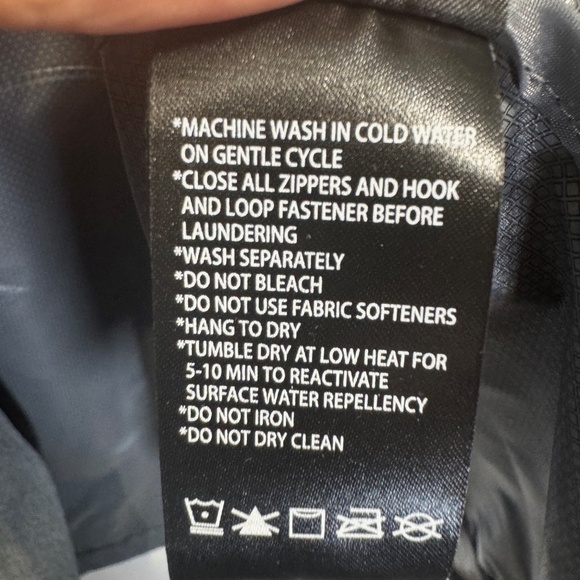 *MACHINE WASH IN COLD WATER
ON GENTLE CYCLE
*CLOSE ALL ZIPPERS AND HOOK
AND LOOP FASTENER BEFORE
LAUNDERING
*WASH SEPARATELY
*DO NOT BLEACH
*DO NOT USE FABRIC SOFTENERS
*HANG TO DRY
*TUMBLE DRY AT LOW HEAT FOR
5-10 MIN TO REACTIVATE
SURFACE WATER REPELLENCY
*DO NOT IRON
*DO NOT DRY CLEAN